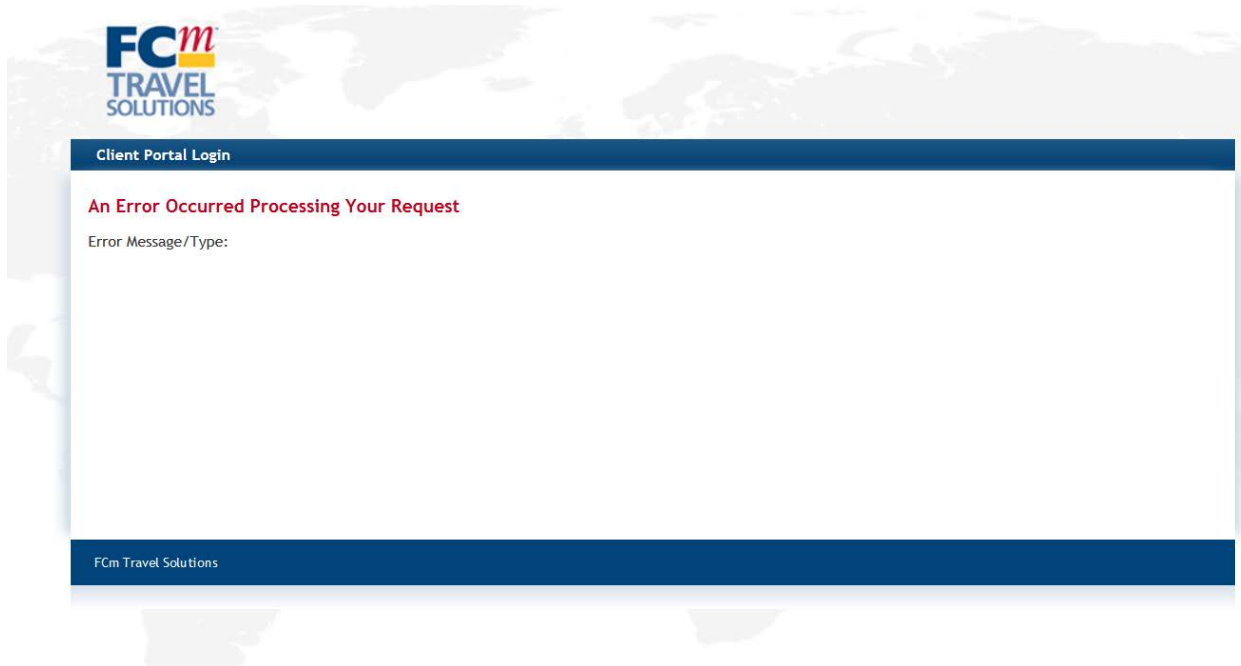 FCm
TRAVEL
SOLUTIONS
Client Portal Login
An Error Occurred Processing Your Request
Error Message/Type:
FCm Travel Solutions